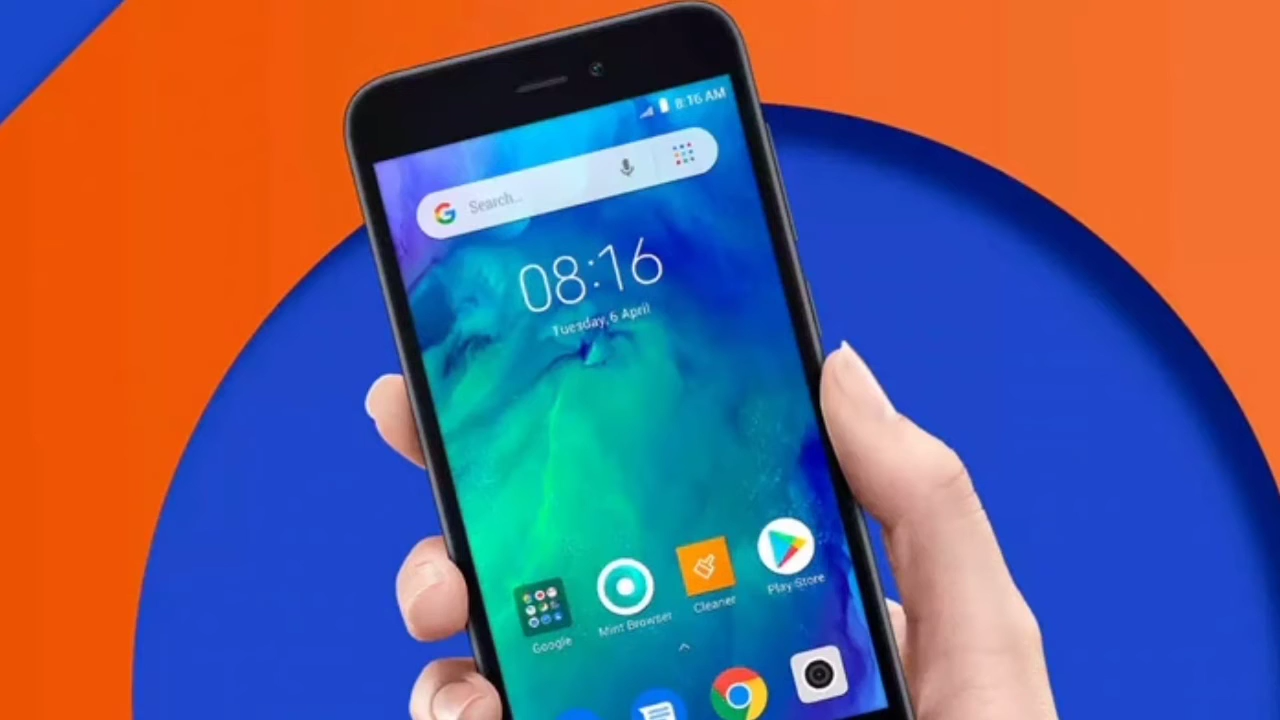 8:16 AM
Search...
08:16
Tuesday, 6 April
Google
Mint Browser
Cleaner
Play Store